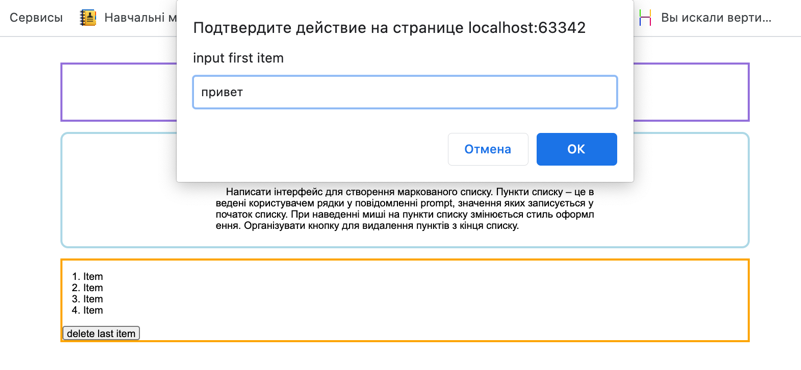 Сервисы
Навчальні м
Вы искали верти...
Подтвердите действие на странице localhost:63342
input first item
привет
Отмена
OK
Написати інтерфейс для створення маркованого списку. Пункти списку – це в
ведені користувачем рядки у повідомленні prompt, значення яких записується у
початок списку. При наведенні миші на пункти списку змінюється стиль оформл
ення. Організувати кнопку для видалення пунктів з кінця списку.
1. Item
2. Item
3. Item
4. Item
delete last item